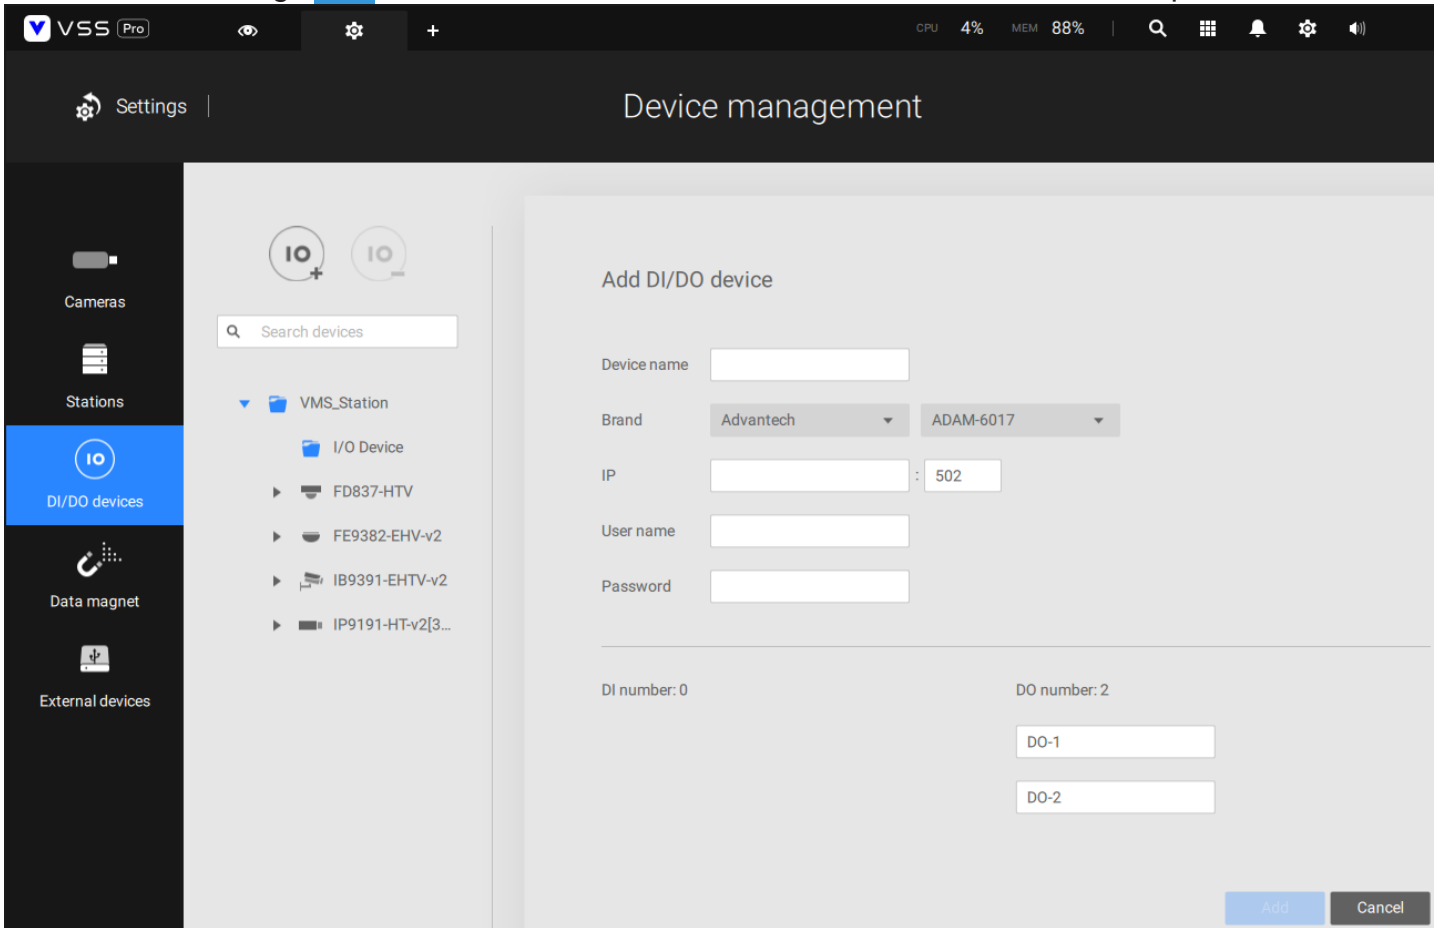 VSS Pro
CPU 4% MEM 88%
Settings
Device management
Cameras
Stations
IO
DI/DO devices
Data magnet
External devices
IO
IO
Search devices
VMS_Station
I/O Device
FD837-HTV
FE9382-EHV-v2
IB9391-EHTV-v2
IP9191-HT-v2[3...
Add DI/DO device
Device name
Brand Advantech ADAM-6017
IP : 502
User name
Password
DI number: 0 DO number: 2
DO-1
DO-2
Add Cancel